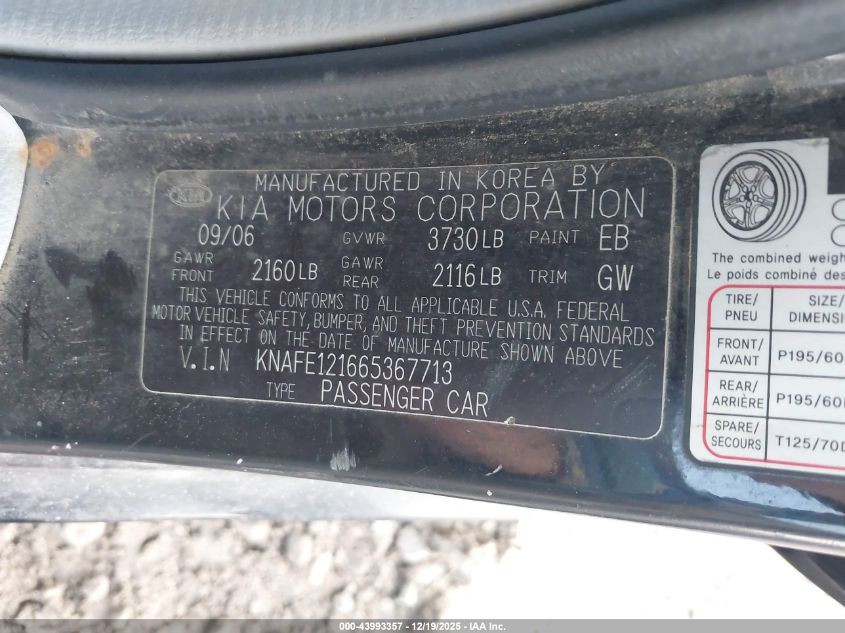 MANUFACTURED IN KOREA BY
KIA
KIA MOTORS CORPORATION
09/06 GVWR 3730LB PAINT EB
GAWR FRONT 2160LB GAWR REAR 2116LB TRIM GW
THIS VEHICLE CONFORMS TO ALL APPLICABLE U.S.A. FEDERAL
MOTOR VEHICLE SAFETY, BUMPER, AND THEFT PREVENTION STANDARDS
IN EFFECT ON THE DATE OF MANUFACTURE SHOWN ABOVE
V.I.N KNAFE121665367713
TYPE PASSENGER CAR
The combined weigh
Le poids combiné des
TIRE/ SIZE/
PNEU DIMENSI
FRONT/
AVANT P195/60
REAR/
ARRIÈRE P195/60
SPARE/
SECOURS T125/70D
000-43993357 12/19/2025 IAA Inc.